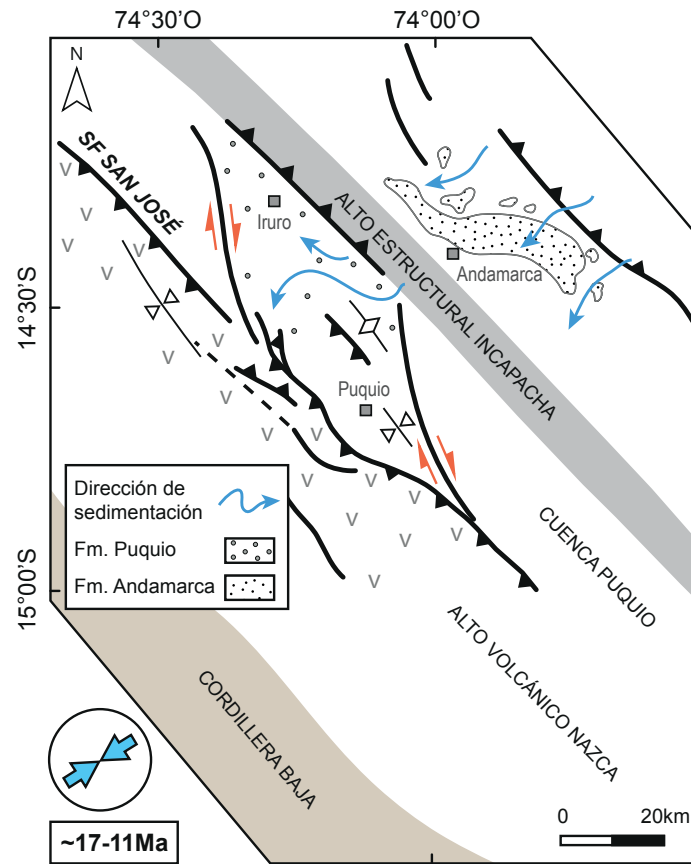 74°30'O
74°00'O
N
SF SAN JOSÉ
Iruro
ALTO ESTRUCTURAL INCAPACHA
Andamarca
14°30'S
Puquio
V V V V V V V V V V V V V V V V V V V V V V V
Dirección de
sedimentación
Fm. Puquio
Fm. Andamarca
15°00'S
CUENCA PUQUIO
ALTO VOLCÁNICO NAZCA
CORDILLERA BAJA
~17-11Ma
0 20km